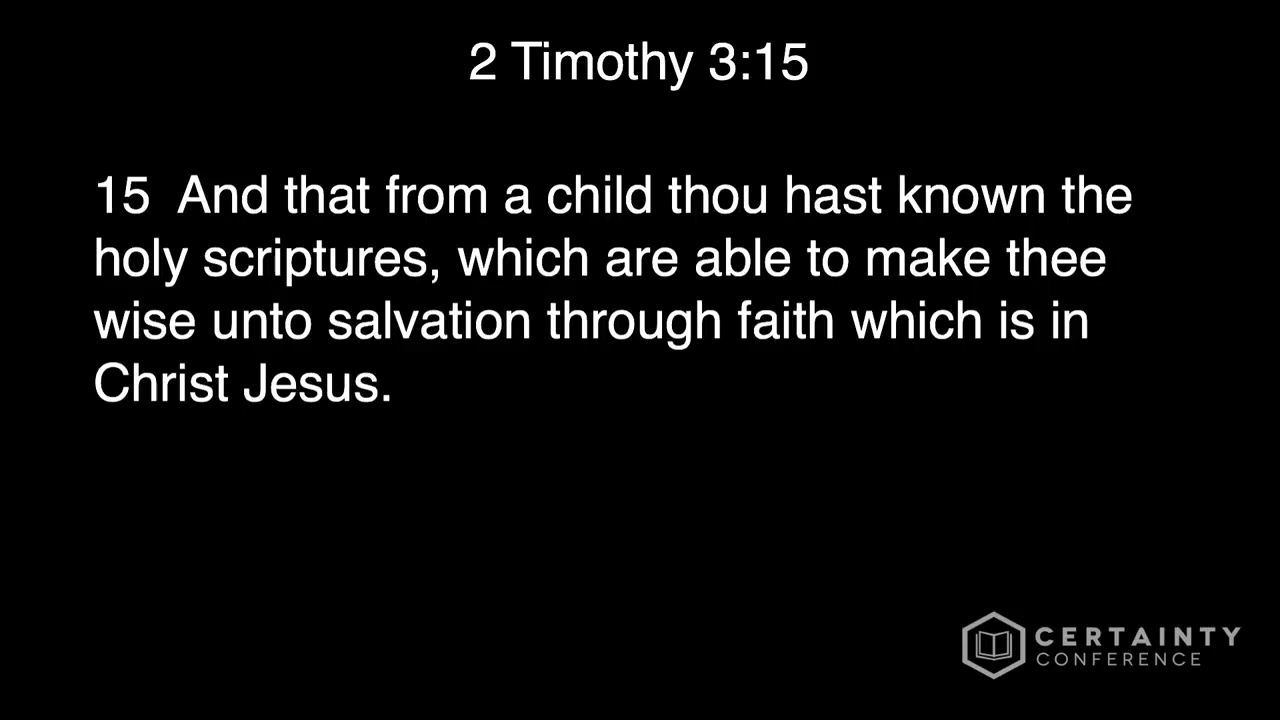 2 Timothy 3:15
15 And that from a child thou hast known the
holy scriptures, which are able to make thee
wise unto salvation through faith which is in
Christ Jesus.
CERTAINTY
CONFERENCE